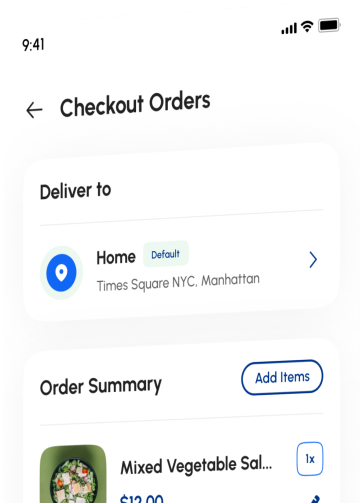 9:41
Checkout Orders
Deliver to
Home Default
Times Square NYC, Manhattan
Order Summary Add Items
Mixed Vegetable Sal... 1x
$12.00